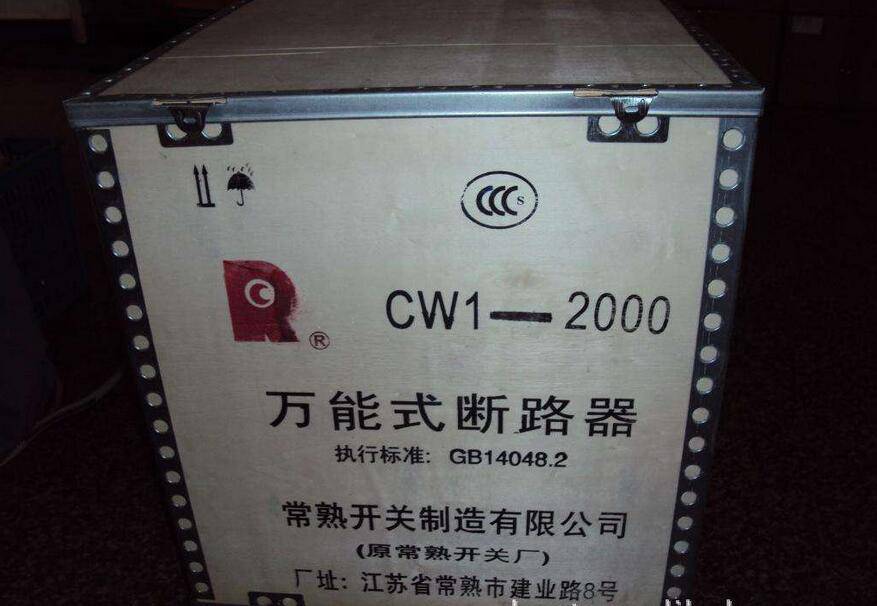 CCC S
R ®
CW1—2000
万能式断路器
执行标准: GB14048.2
常熟开关制造有限公司
(原常熟开关厂)
厂址: 江苏省常熟市建业路8号